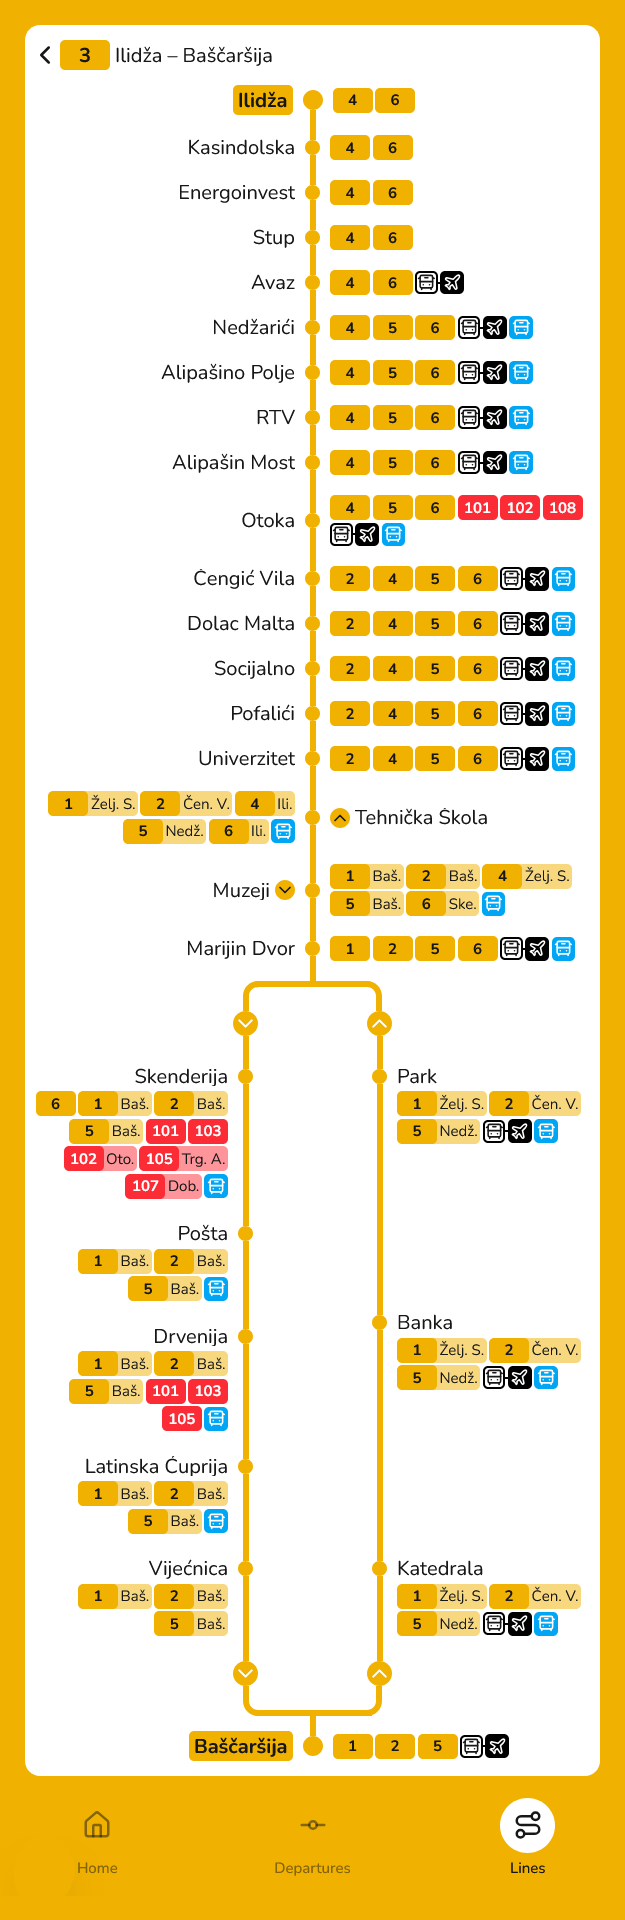 3 Ilidža – Baščaršija
Ilidža 4 6
Kasindolska 4 6
Energoinvest 4 6
Stup 4 6
Avaz 4 6
Nedžarići 4 5 6
Alipašino Polje 4 5 6
RTV 4 5 6
Alipašin Most 4 5 6
Otoka 4 5 6 101 102 108
Čengić Vila 2 4 5 6
Dolac Malta 2 4 5 6
Socijalno 2 4 5 6
Pofalići 2 4 5 6
Univerzitet 2 4 5 6
1 Želj. S. 2 Čen. V. 4 Ili.
5 Nedž. 6 Ili.
Tehnička Škola
Muzeji
1 Baš. 2 Baš. 4 Želj. S.
5 Baš. 6 Ske.
Marijin Dvor 1 2 5 6
Skenderija
6 1 Baš. 2 Baš.
5 Baš. 101 103
102 Oto. 105 Trg. A.
107 Dob.
Park
1 Želj. S. 2 Čen. V.
5 Nedž.
Pošta
1 Baš. 2 Baš.
5 Baš.
Banka
1 Želj. S. 2 Čen. V.
5 Nedž.
Drvenija
1 Baš. 2 Baš.
5 Baš. 101 103
105
Latinska Ćuprija
1 Baš. 2 Baš.
5 Baš.
Vijećnica
1 Baš. 2 Baš.
5 Baš.
Katedrala
1 Želj. S. 2 Čen. V.
5 Nedž.
Baščaršija 1 2 5
Home Departures Lines